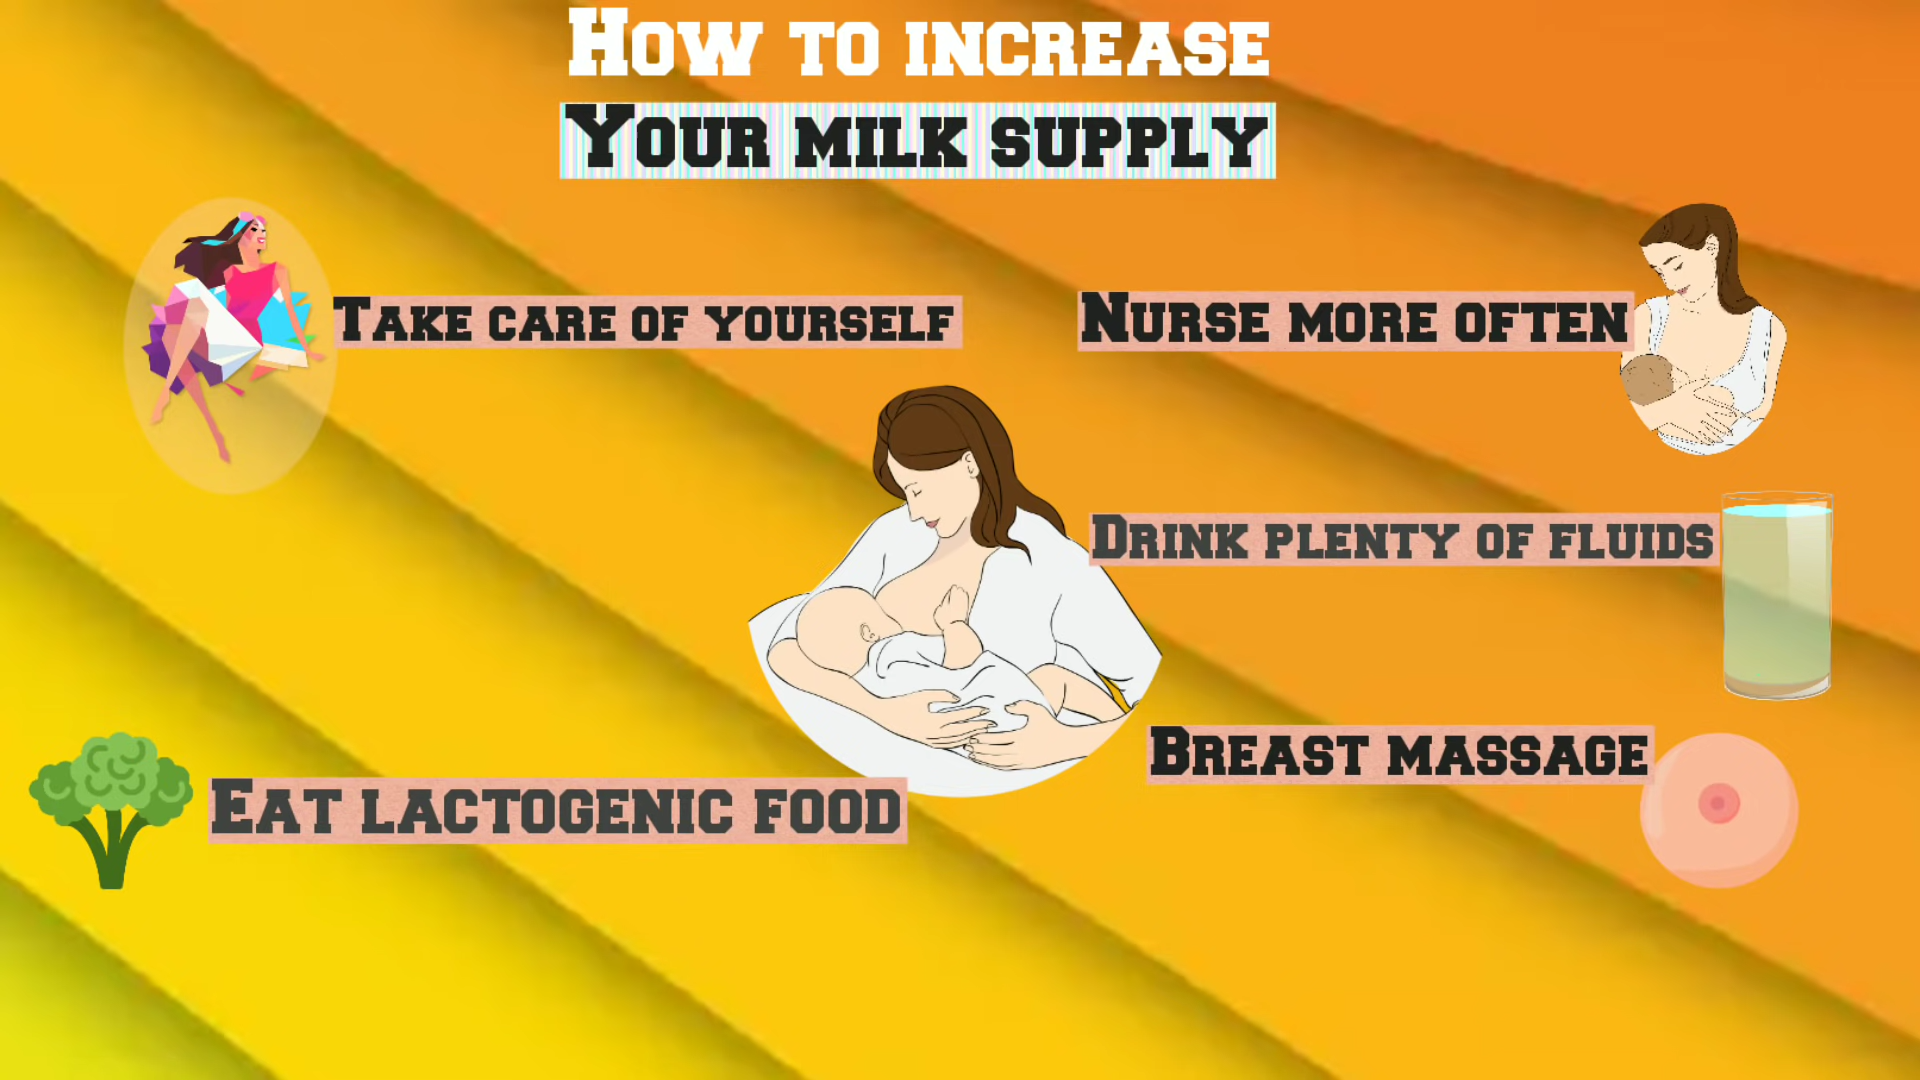 How to increase
Your milk supply
Take care of yourself
Nurse more often
Drink plenty of fluids
Breast massage
Eat lactogenic food